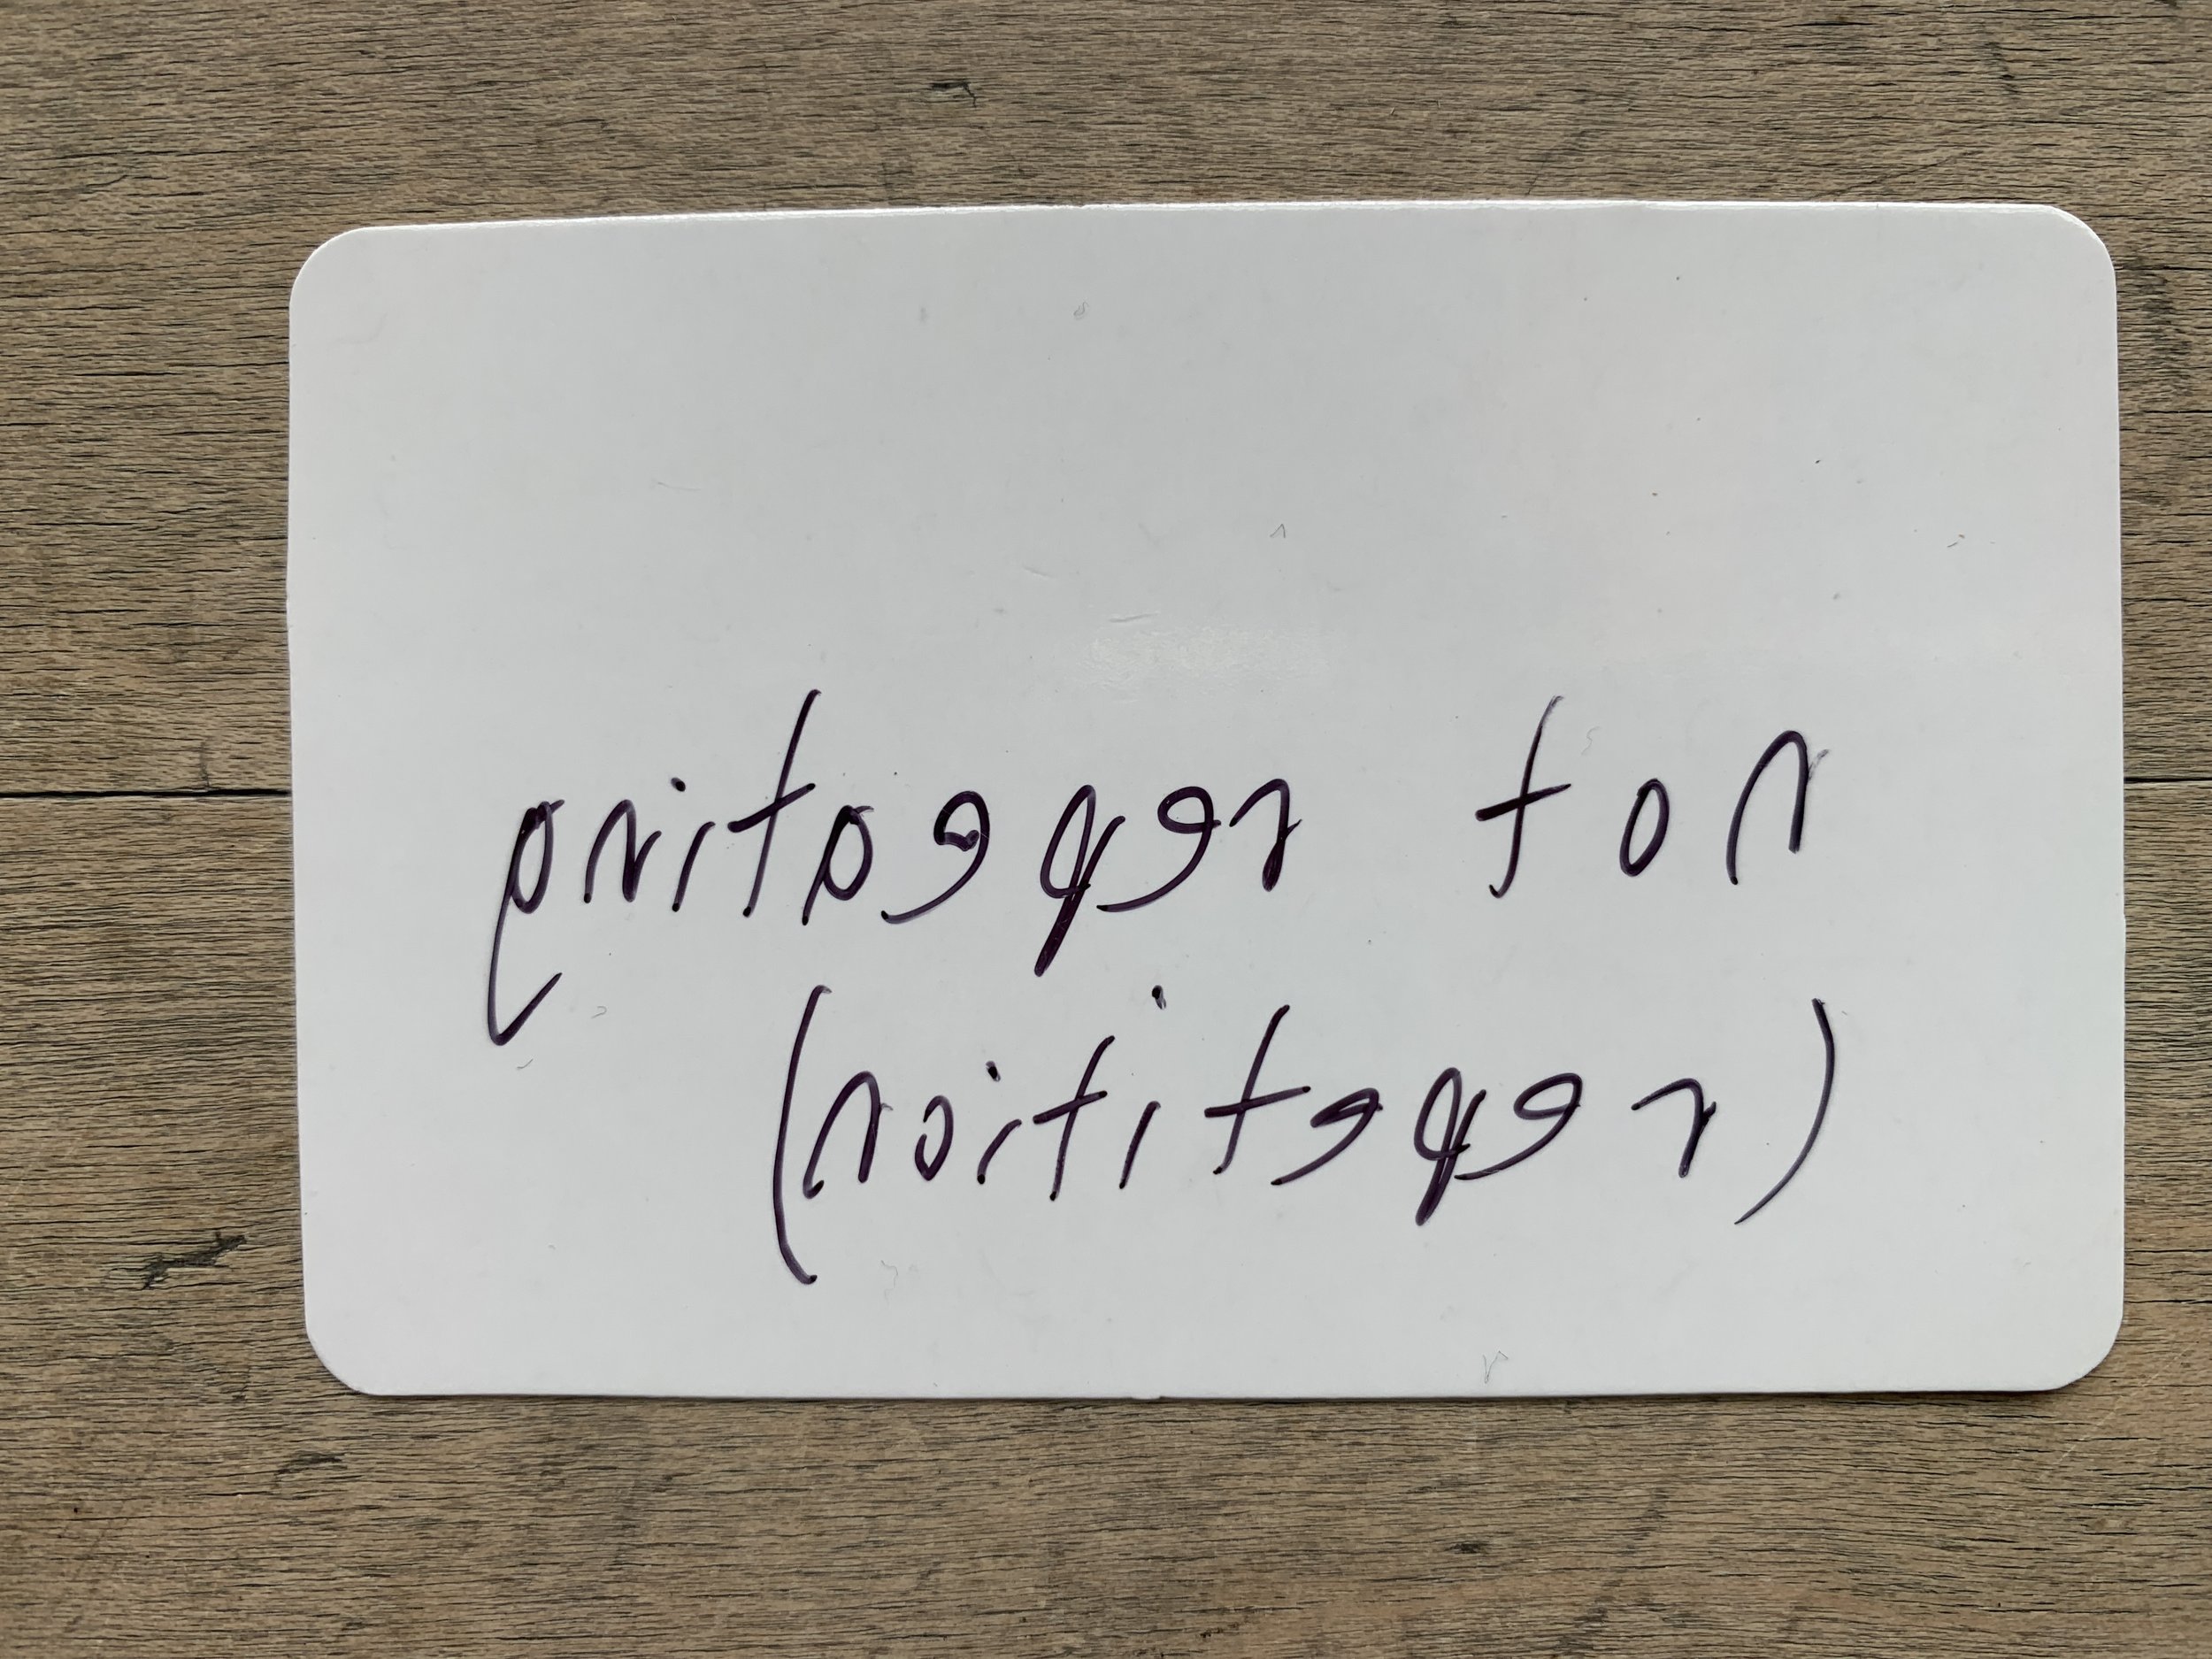 not repeating
(repetition)